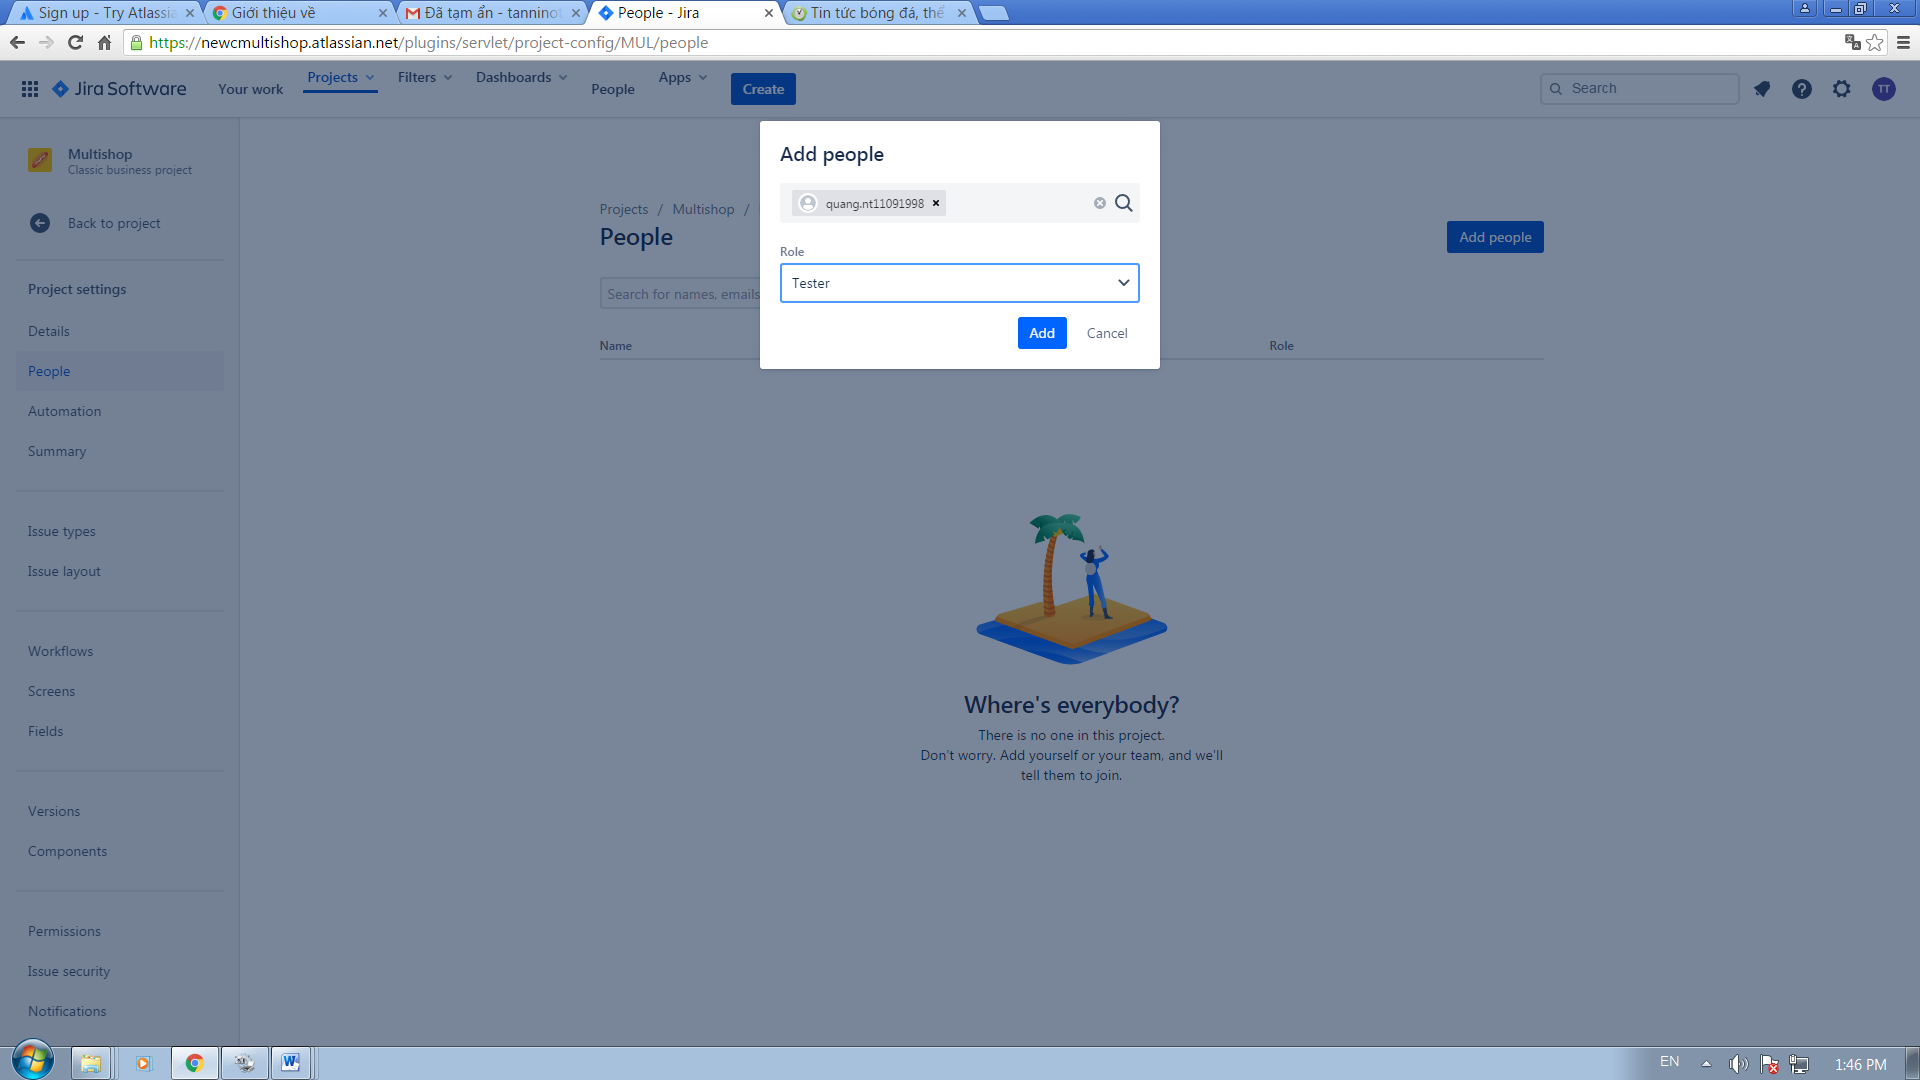 Sign up - Try Atlassia
Giới thiệu về
Đã tạm ẩn - tanninot
People - Jira
Tin tức bóng đá, thể
https://newcmultishop.atlassian.net/plugins/servlet/project-config/MUL/people
Jira Software
Your work
Projects
Filters
Dashboards
People
Apps
Create
Search
TT
Multishop
Classic business project
Back to project
Project settings
Details
People
Automation
Summary
Issue types
Issue layout
Workflows
Screens
Fields
Versions
Components
Permissions
Issue security
Notifications
Projects / Multishop /
People
Add people
Search for names, emails
Name
Role
Add people
quang.nt11091998
Role
Tester
Add
Cancel
Where's everybody?
There is no one in this project.
Don't worry. Add yourself or your team, and we'll
tell them to join.
EN
1:46 PM